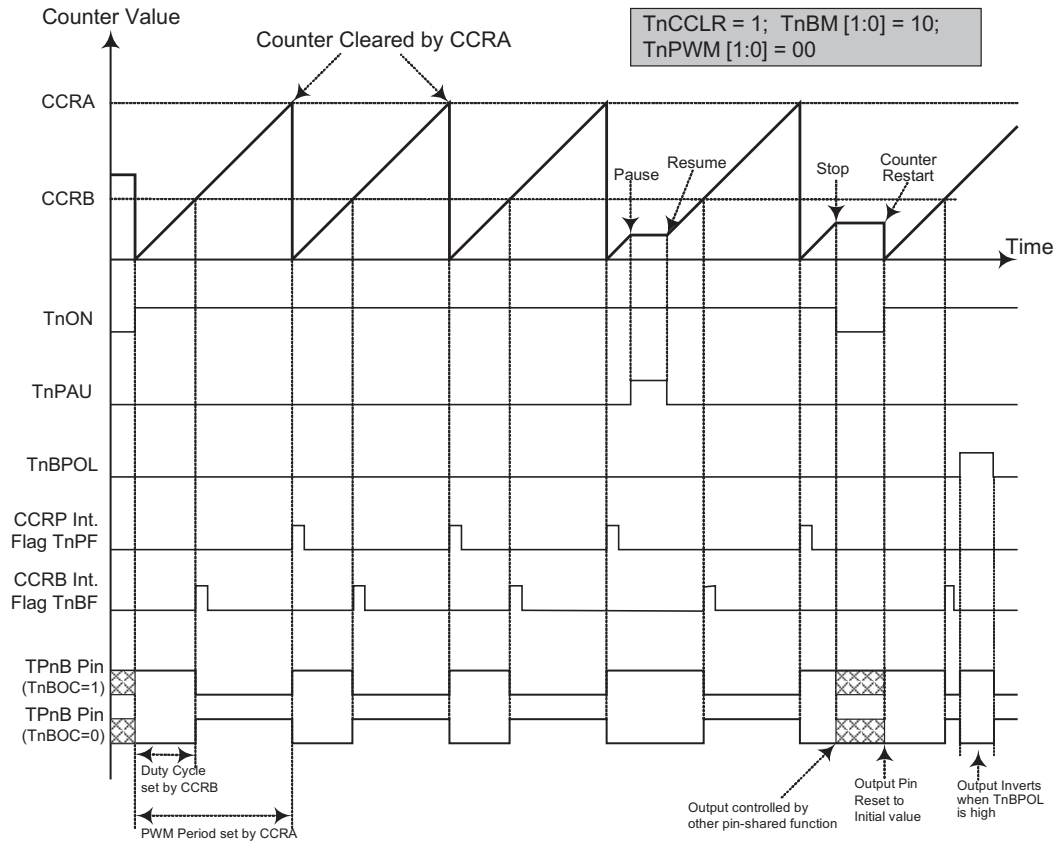 Counter Value
TnCCLR = 1; TnBM [1:0] = 10;
TnPWM [1:0] = 00
Counter Cleared by CCRA
CCRA
Pause
Resume
Stop
Counter
Restart
CCRB
Time
TnON
TnPAU
TnBPOL
CCRP Int.
Flag TnPF
CCRB Int.
Flag TnBF
TPnB Pin
(TnBOC=1)
TPnB Pin
(TnBOC=0)
Duty Cycle
set by CCRB
PWM Period set by CCRA
Output controlled by
other pin-shared function
Output Pin
Reset to
Initial value
Output Inverts
when TnBPOL
is high